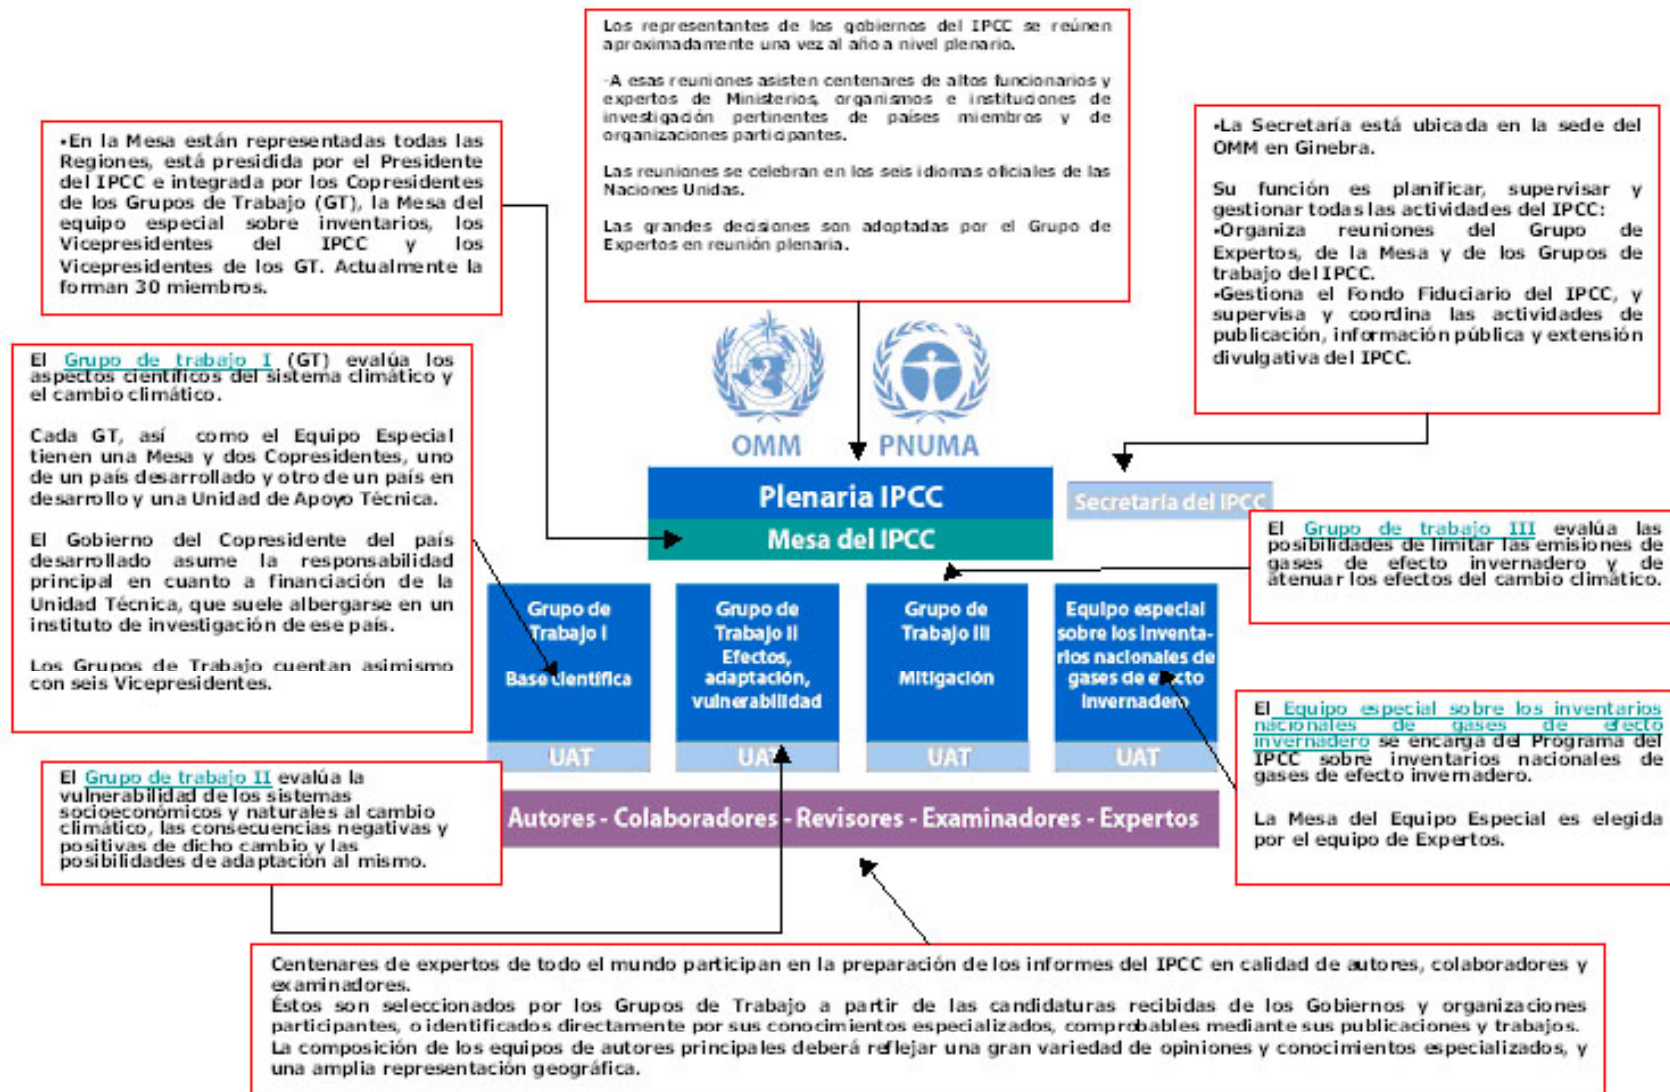 Los representantes de los gobiernos del IPCC se reúnen
aproximadamente una vez al año a nivel plenario.
-A esas reuniones asisten centenares de altos funcionarios y
expertos de Ministerios, organismos e instituciones de
investigación pertinentes de países miembros y de
organizaciones participantes.
Las reuniones se celebran en los seis idiomas oficiales de las
Naciones Unidas.
Las grandes decisiones son adoptadas por el Grupo de
Expertos en reunión plenaria.
•En la Mesa están representadas todas las
Regiones, está presidida por el Presidente
del IPCC e integrada por los Copresidentes
de los Grupos de Trabajo (GT), la Mesa del
equipo especial sobre inventarios, los
Vicepresidentes del IPCC y los
Vicepresidentes de los GT. Actualmente la
forman 30 miembros.
•La Secretaría está ubicada en la sede del
OMM en Ginebra.
Su función es planificar, supervisar y
gestionar todas las actividades del IPCC:
•Organiza reuniones del Grupo de
Expertos, de la Mesa y de los Grupos de
trabajo del IPCC.
•Gestiona el Fondo Fiduciario del IPCC, y
supervisa y coordina las actividades de
publicación, información pública y extensión
divulgativa del IPCC.
El Grupo de trabajo I (GT) evalúa los
aspectos científicos del sistema climático y
el cambio climático.
Cada GT, así como el Equipo Especial
tienen una Mesa y dos Copresidentes, uno
de un país desarrollado y otro de un país en
desarrollo y una Unidad de Apoyo Técnica.
El Gobierno del Copresidente del país
desarrollado asume la responsabilidad
principal en cuanto a financiación de la
Unidad Técnica, que suele albergarse en un
instituto de investigación de ese país.
Los Grupos de Trabajo cuentan asimismo
con seis Vicepresidentes.
OMM
PNUMA
Plenaria IPCC
Mesa del IPCC
Secretaría del IPCC
El Grupo de trabajo III evalúa las
posibilidades de limitar las emisiones de
gases de efecto invernadero y de
atenuar los efectos del cambio climático.
Grupo de
Trabajo I
Base científica
UAT
Grupo de
Trabajo II
Efectos,
adaptación,
vulnerabilidad
UAT
Grupo de
Trabajo III
Mitigación
UAT
Equipo especial
sobre los inventa-
rios nacionales de
gases de efecto
invernadero
UAT
El Equipo especial sobre los inventarios
nacionales de gases de efecto
invernadero se encarga del Programa del
IPCC sobre inventarios nacionales de
gases de efecto invernadero.
La Mesa del Equipo Especial es elegida
por el equipo de Expertos.
El Grupo de trabajo II evalúa la
vulnerabilidad de los sistemas
socioeconómicos y naturales al cambio
climático, las consecuencias negativas y
positivas de dicho cambio y las
posibilidades de adaptación al mismo.
Autores - Colaboradores - Revisores - Examinadores - Expertos
Centenares de expertos de todo el mundo participan en la preparación de los informes del IPCC en calidad de autores, colaboradores y
examinadores.
Éstos son seleccionados por los Grupos de Trabajo a partir de las candidaturas recibidas de los Gobiernos y organizaciones
participantes, o identificados directamente por sus conocimientos especializados, comprobables mediante sus publicaciones y trabajos.
La composición de los equipos de autores principales deberá reflejar una gran variedad de opiniones y conocimientos especializados, y
una amplia representación geográfica.